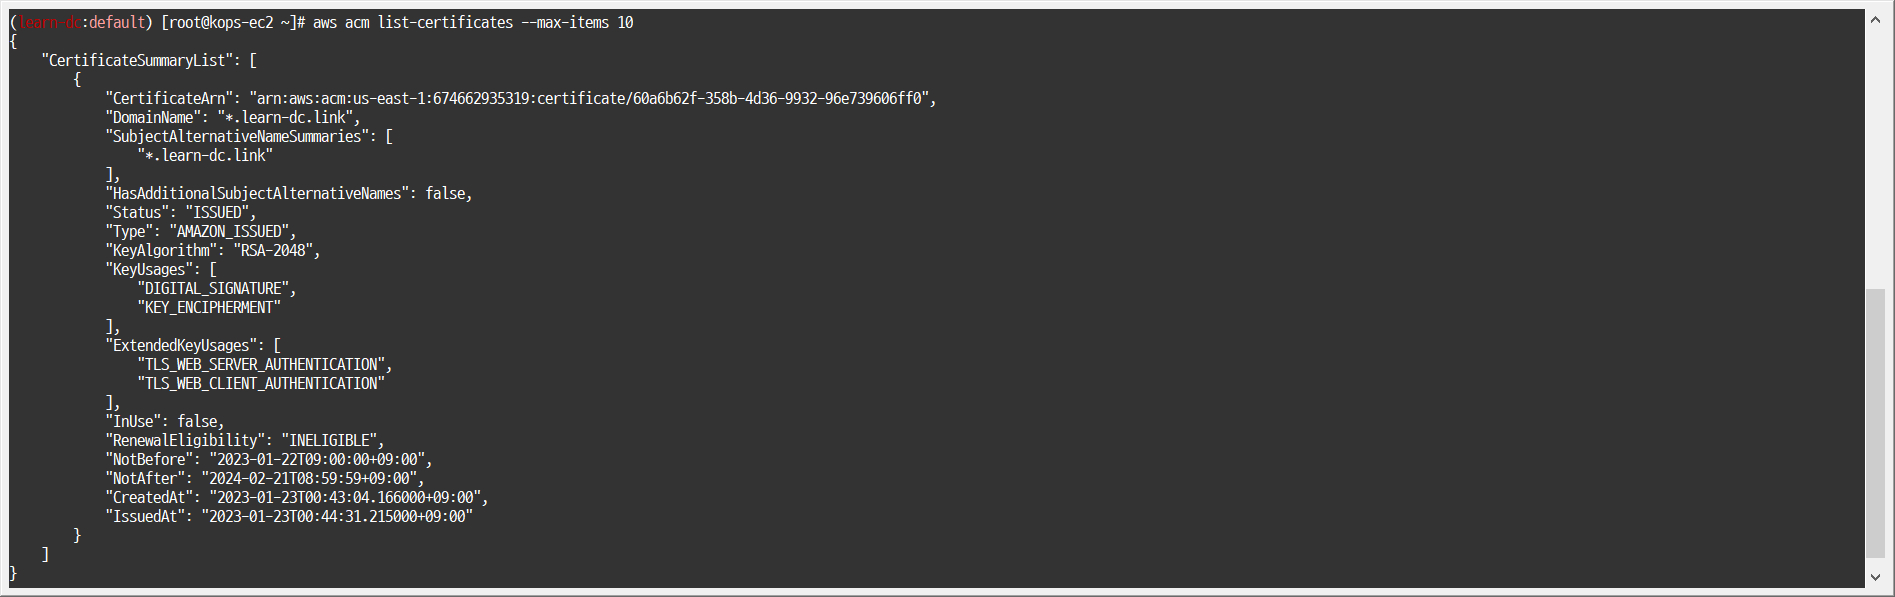 (learn-dc:default) [root@kops-ec2 ~]# aws acm list-certificates --max-items 10
{
    "CertificateSummaryList": [
        {
            "CertificateArn": "arn:aws:acm:us-east-1:674662935319:certificate/60a6b62f-358b-4d36-9932-96e739606ff0",
            "DomainName": "*.learn-dc.link",
            "SubjectAlternativeNameSummaries": [
                "*.learn-dc.link"
            ],
            "HasAdditionalSubjectAlternativeNames": false,
            "Status": "ISSUED",
            "Type": "AMAZON_ISSUED",
            "KeyAlgorithm": "RSA-2048",
            "KeyUsages": [
                "DIGITAL_SIGNATURE",
                "KEY_ENCIPHERMENT"
            ],
            "ExtendedKeyUsages": [
                "TLS_WEB_SERVER_AUTHENTICATION",
                "TLS_WEB_CLIENT_AUTHENTICATION"
            ],
            "InUse": false,
            "RenewalEligibility": "INELIGIBLE",
            "NotBefore": "2023-01-22T09:00:00+09:00",
            "NotAfter": "2024-02-21T08:59:59+09:00",
            "CreatedAt": "2023-01-23T00:43:04.166000+09:00",
            "IssuedAt": "2023-01-23T00:44:31.215000+09:00"
        }
    ]
}